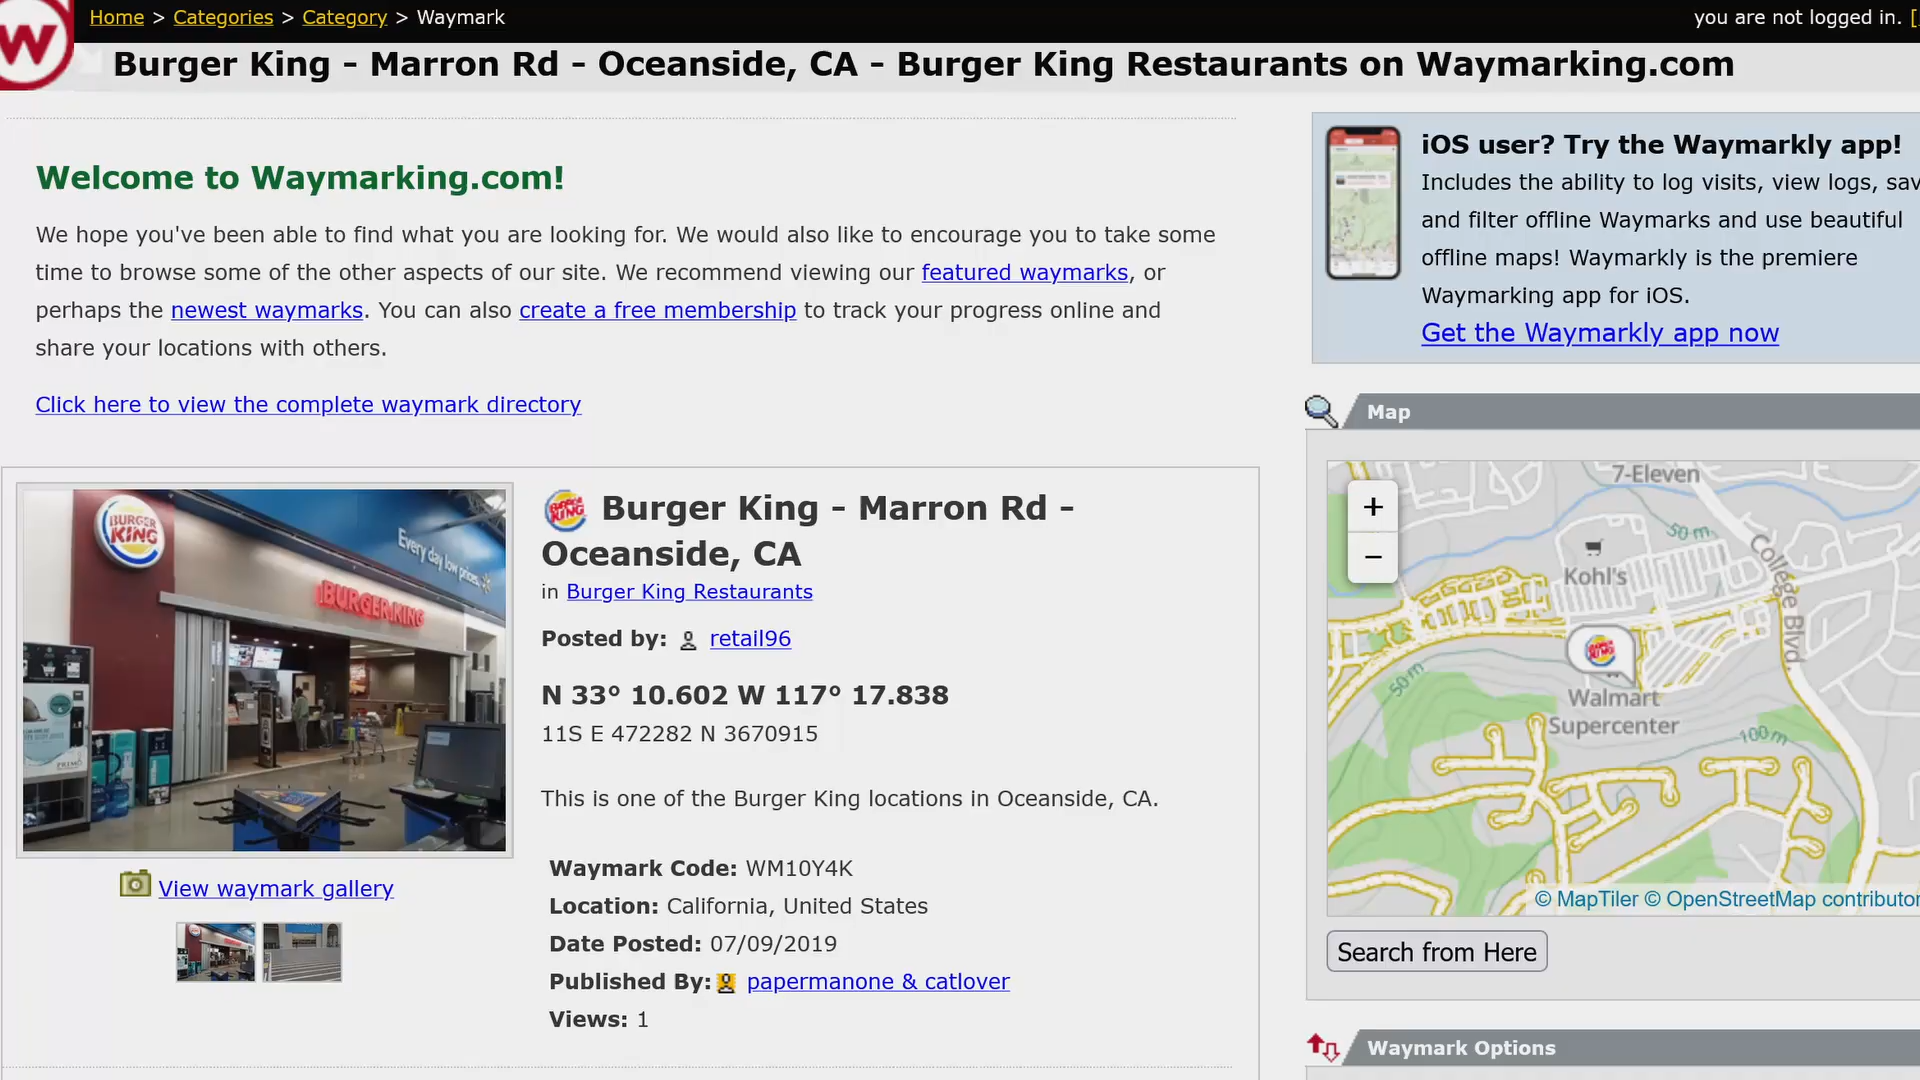 Home > Categories > Category > Waymark
you are not logged in. [
W
Burger King - Marron Rd - Oceanside, CA - Burger King Restaurants on Waymarking.com
Welcome to Waymarking.com!
We hope you've been able to find what you are looking for. We would also like to encourage you to take some
time to browse some of the other aspects of our site. We recommend viewing our featured waymarks, or
perhaps the newest waymarks. You can also create a free membership to track your progress online and
share your locations with others.
Click here to view the complete waymark directory
BURGER
KING
Every day low prices.
BURGER KING
View waymark gallery
Burger King - Marron Rd -
Oceanside, CA
in Burger King Restaurants
Posted by: retail96
N 33° 10.602 W 117° 17.838
11S E 472282 N 3670915
This is one of the Burger King locations in Oceanside, CA.
Waymark Code: WM10Y4K
Location: California, United States
Date Posted: 07/09/2019
Published By: papermanone & catlover
Views: 1
iOS user? Try the Waymarkly app!
Includes the ability to log visits, view logs, sav
and filter offline Waymarks and use beautiful
offline maps! Waymarkly is the premiere
Waymarking app for iOS.
Get the Waymarkly app now
Map
+
−
7-Eleven
50 m
College Blvd
Kohl's
50 m
Walmart
Supercenter
100 m
© MapTiler © OpenStreetMap contributor
Search from Here
Waymark Options